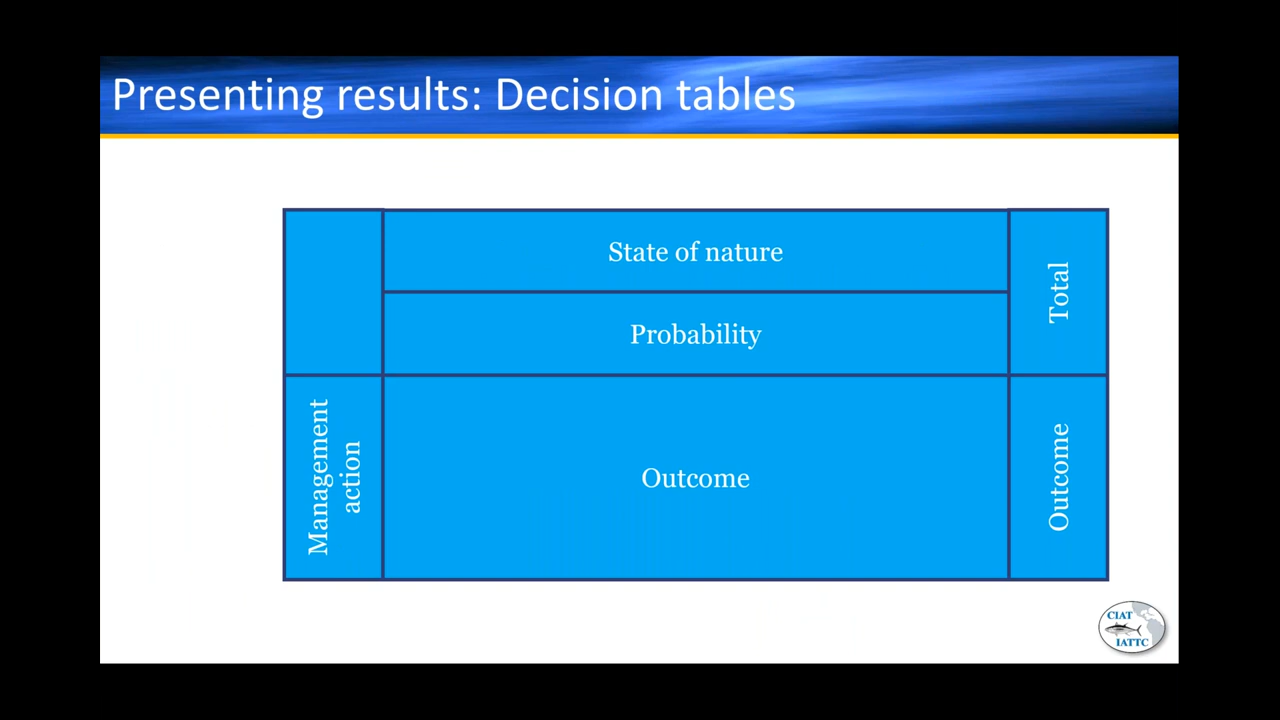 Presenting results: Decision tables
State of nature
Total
Probability
Management
action
Outcome
Outcome
CIAT
IATTC